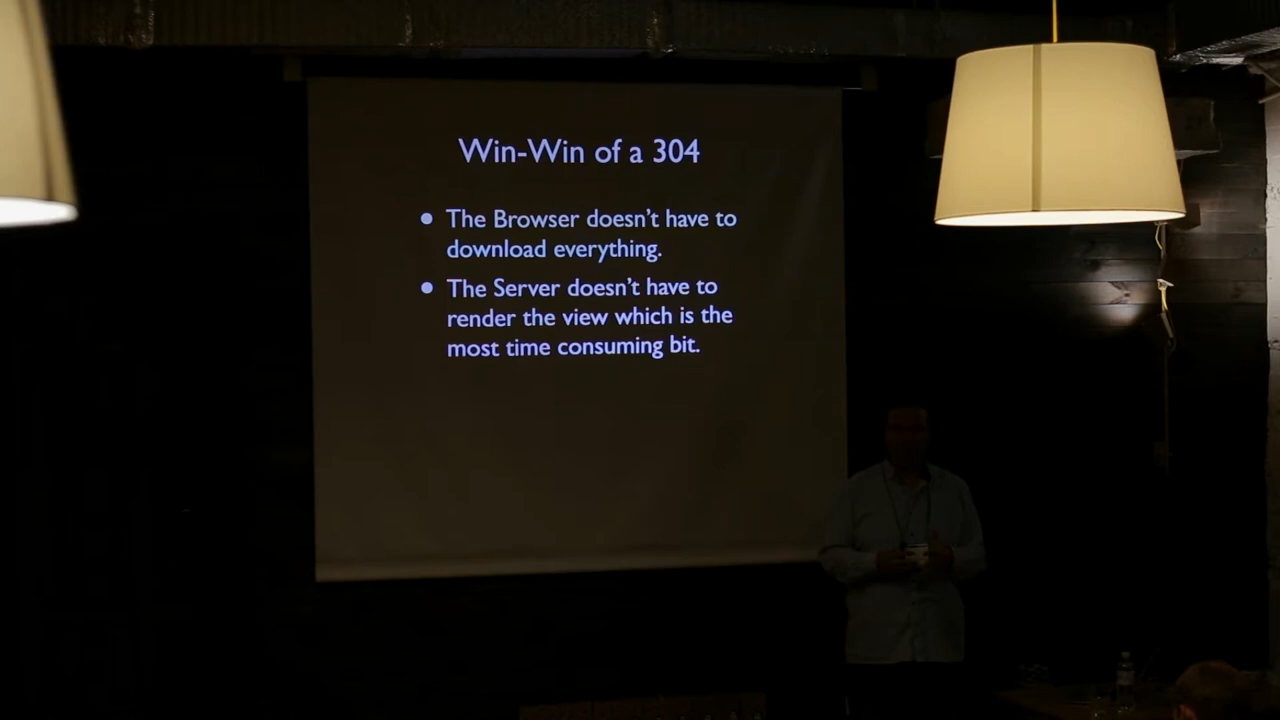 Win-Win of a 304
• The Browser doesn't have to
download everything.
• The Server doesn't have to
render the view which is the
most time consuming bit.